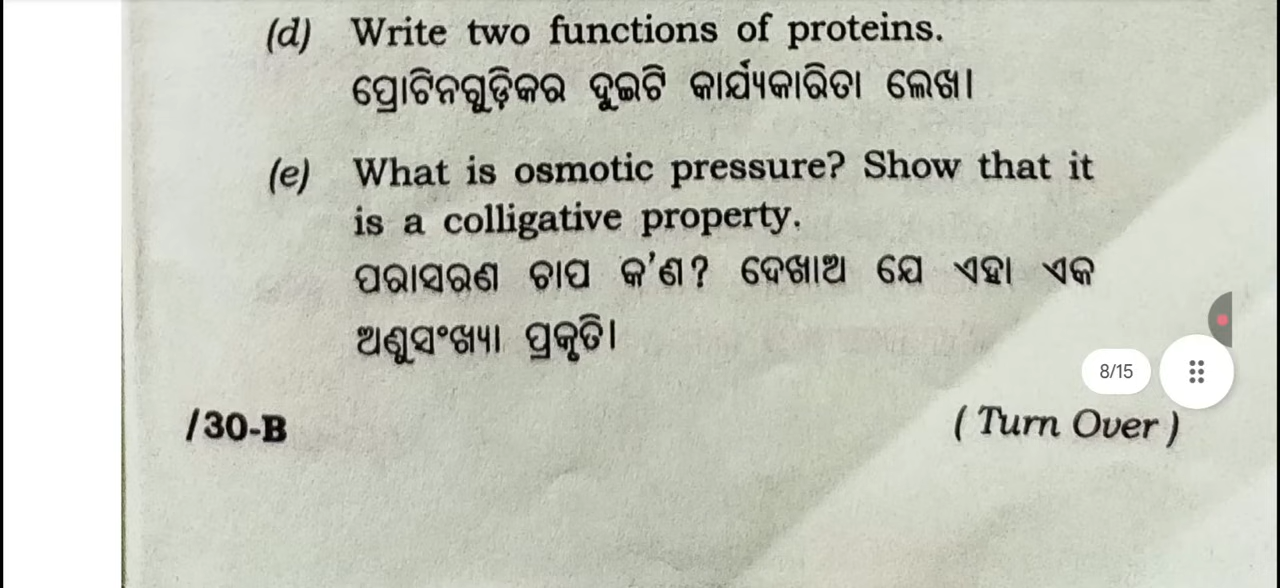 (d) Write two functions of proteins.
ପ୍ରୋଟିନଗୁଡ଼ିକର ଦୁଇଟି କାର୍ଯ୍ୟକାରିତା ଲେଖ।
(e) What is osmotic pressure? Show that it
is a colligative property.
ପରାସରଣ ଚାପ କ'ଣ? ଦେଖାଅ ଯେ ଏହା ଏକ
ଅଣୁସଂଖ୍ୟା ପ୍ରକୃତି।
8/15
/30-B
( Turn Over )